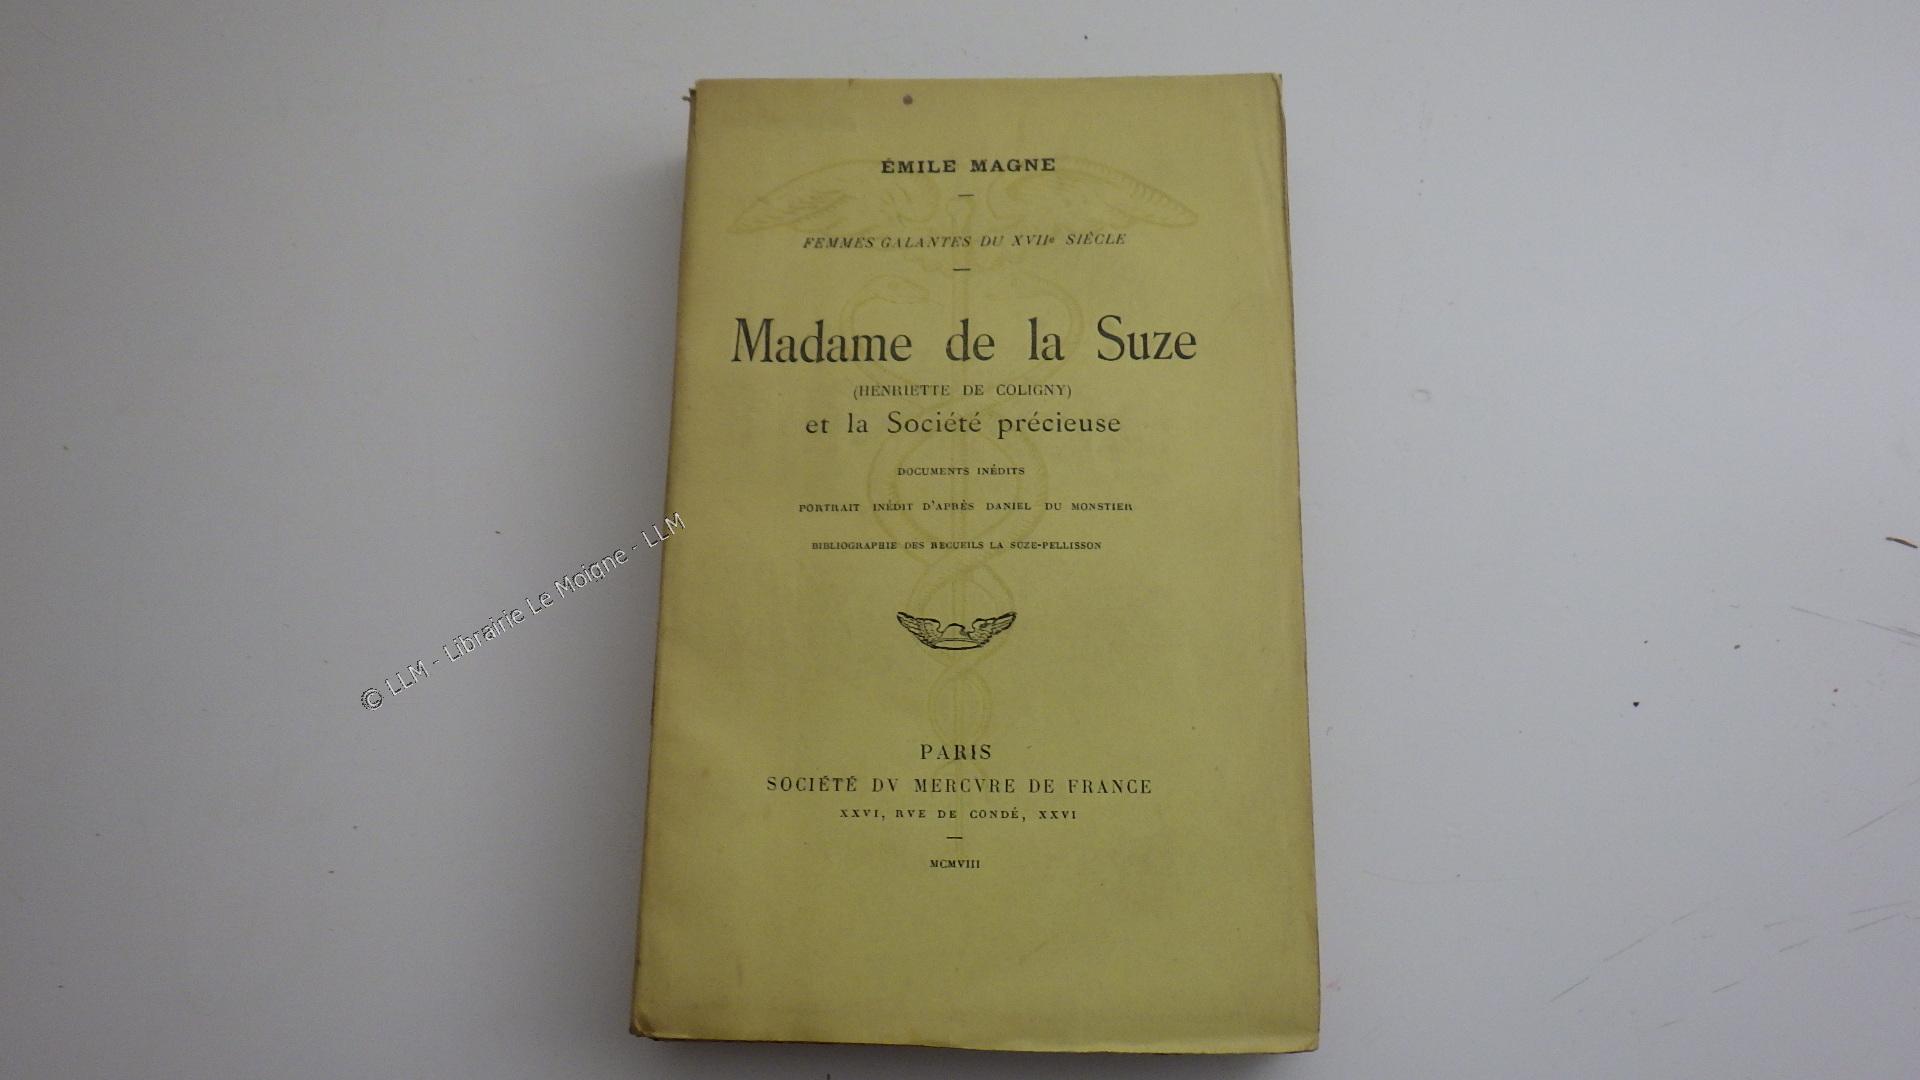 ÉMILE MAGNE
FEMMES GALANTES DU XVIIe SIÈCLE
Madame de la Suze
(HENRIETTE DE COLIGNY)
et la Société précieuse
DOCUMENTS INÉDITS
PORTRAIT INÉDIT D'APRÈS DANIEL DU MONSTIER
BIBLIOGRAPHIE DES RECUEILS LA SUZE-PELLISSON
PARIS
SOCIÉTÉ DV MERCVRE DE FRANCE
XXVI, RVE DE CONDÉ, XXVI
MCMVIII
© LLM - Librairie Le Moigne - LLM